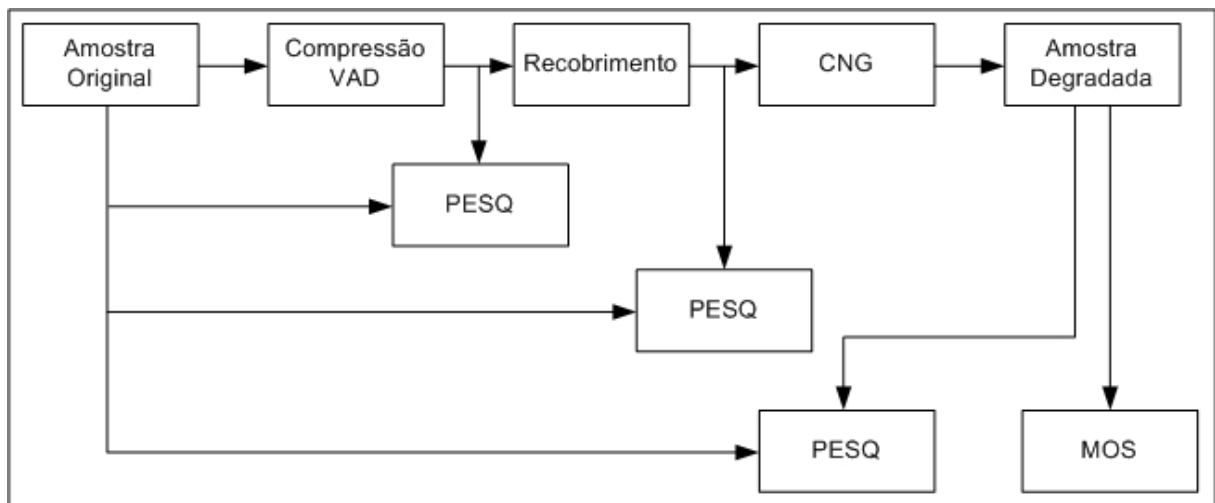 Amostra
Original
Compressão
VAD
Recobrimento
CNG
Amostra
Degradada
PESQ
PESQ
PESQ
MOS